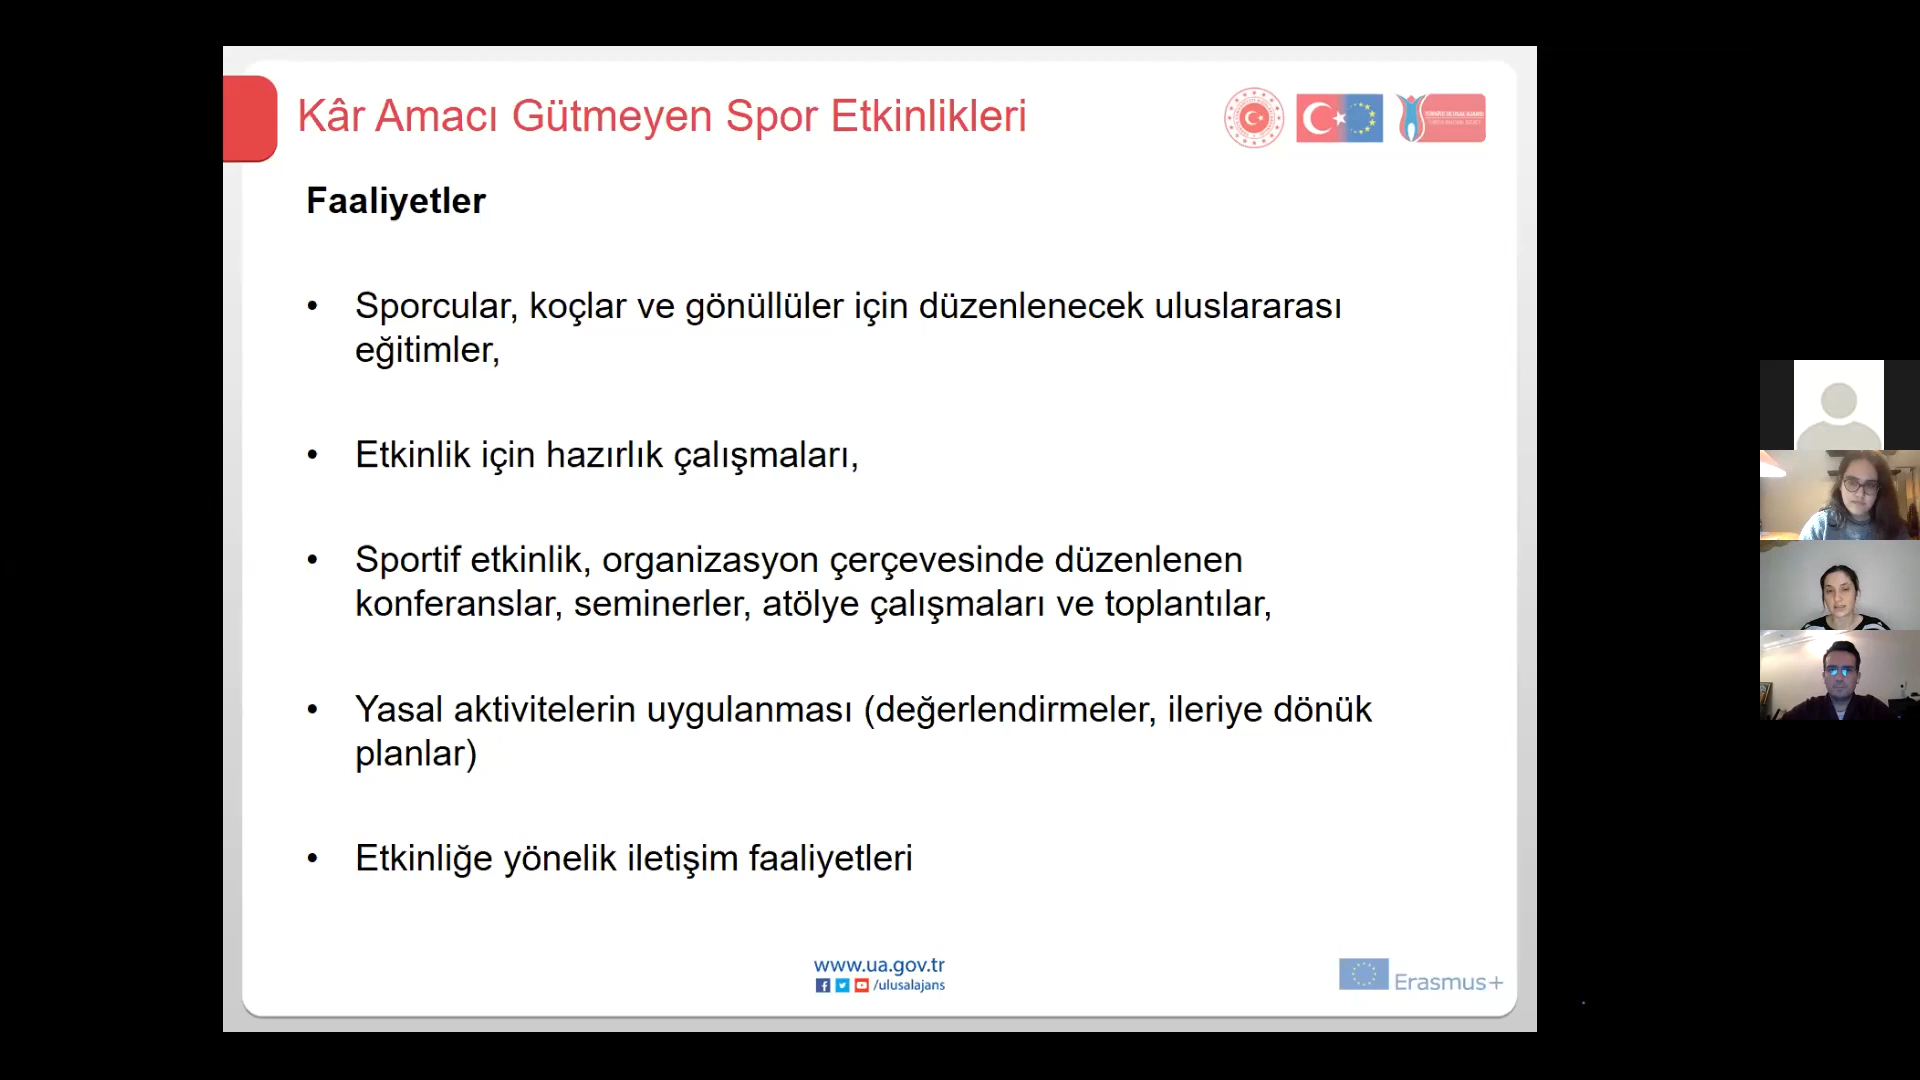 Kâr Amacı Gütmeyen Spor Etkinlikleri
Faaliyetler
• Sporcular, koçlar ve gönüllüler için düzenlenecek uluslararası
eğitimler,
• Etkinlik için hazırlık çalışmaları,
• Sportif etkinlik, organizasyon çerçevesinde düzenlenen
konferanslar, seminerler, atölye çalışmaları ve toplantılar,
• Yasal aktivitelerin uygulanması (değerlendirmeler, ileriye dönük
planlar)
• Etkinliğe yönelik iletişim faaliyetleri
www.ua.gov.tr
/ulusalajans
Erasmus+